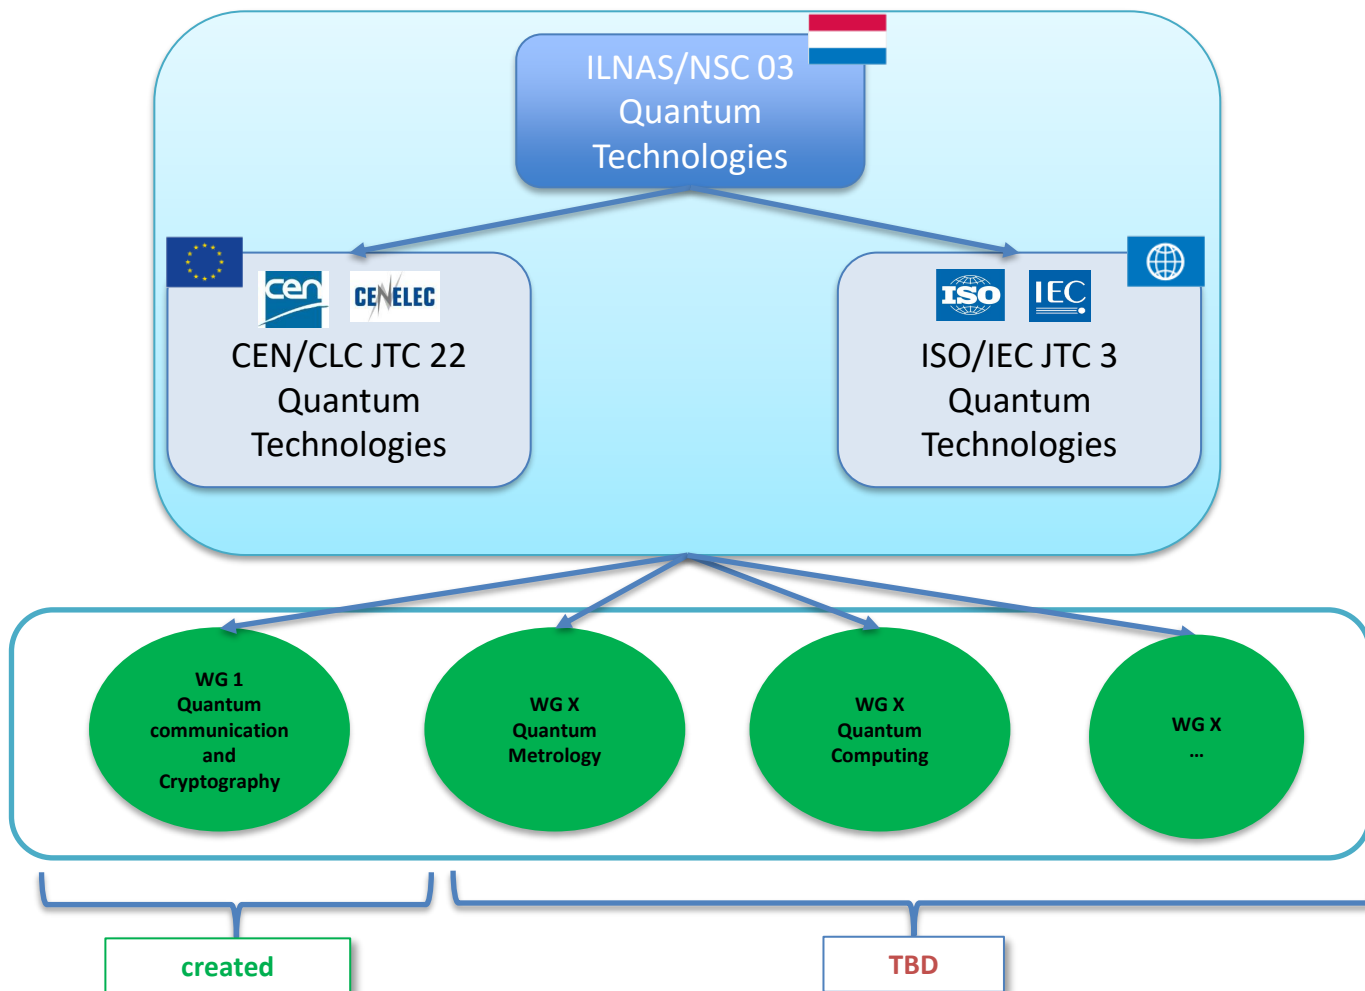 ILNAS/NSC 03
Quantum
Technologies
cen
CENELEC
CEN/CLC JTC 22
Quantum
Technologies
ISO
IEC
ISO/IEC JTC 3
Quantum
Technologies
WG 1
Quantum
communication
and
Cryptography
WG X
Quantum
Metrology
WG X
Quantum
Computing
WG X
...
created
TBD